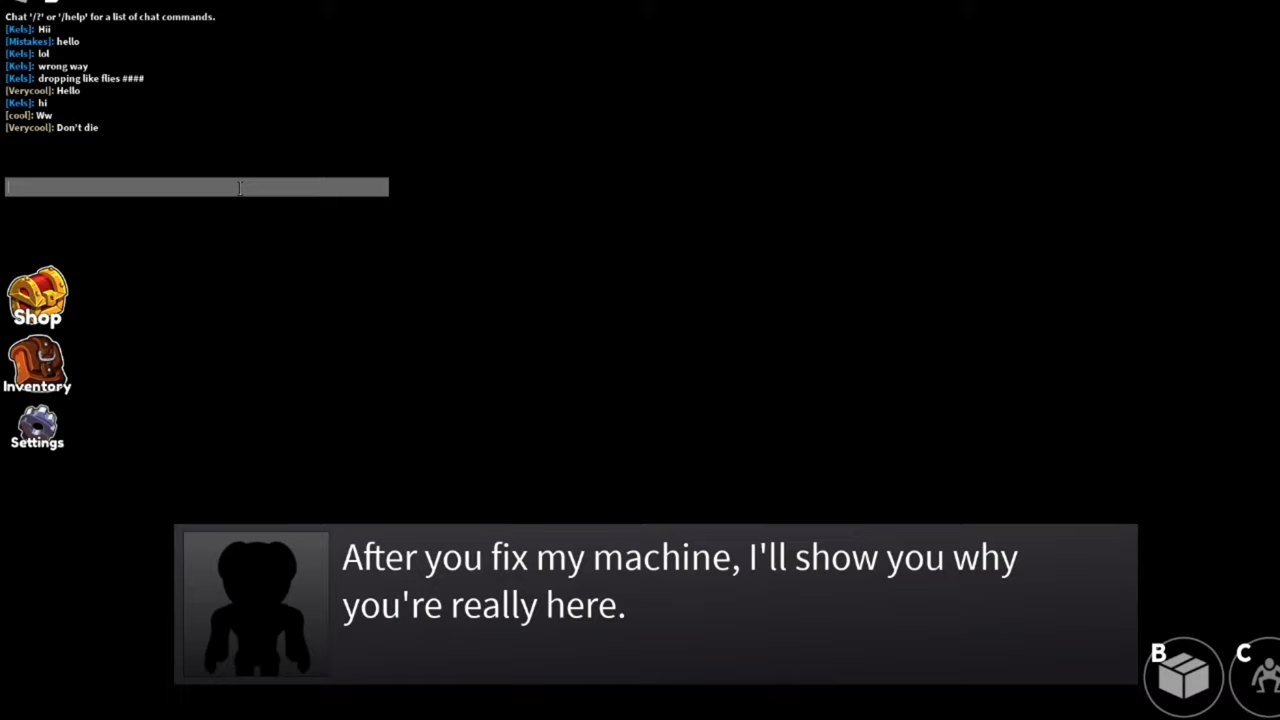 Chat '/?' or '/help' for a list of chat commands.
[Kels]: Hii
[Mistakes]: hello
[Kels]: lol
[Kels]: wrong way
[Kels]: dropping like flies ####
[Verycool]: Hello
[Kels]: hi
[cool]: Ww
[Verycool]: Don't die
Shop
Inventory
Settings
After you fix my machine, I'll show you why
you're really here.
B
C